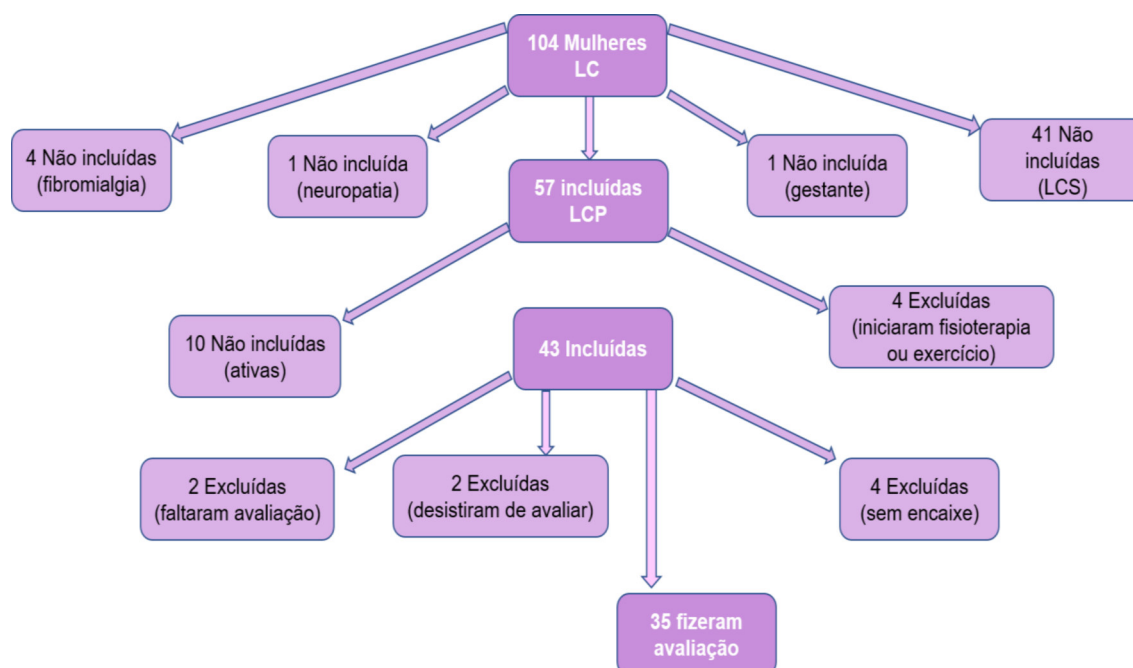 104 Mulheres
LC
4 Não incluídas
(fibromialgia)
1 Não incluída
(neuropatia)
1 Não incluída
(gestante)
41 Não
incluídas
(LCS)
57 incluídas
LCP
10 Não incluídas
(ativas)
4 Excluídas
(iniciaram fisioterapia
ou exercício)
43 Incluídas
2 Excluídas
(faltaram avaliação)
2 Excluídas
(desistiram de avaliar)
4 Excluídas
(sem encaixe)
35 fizeram
avaliação